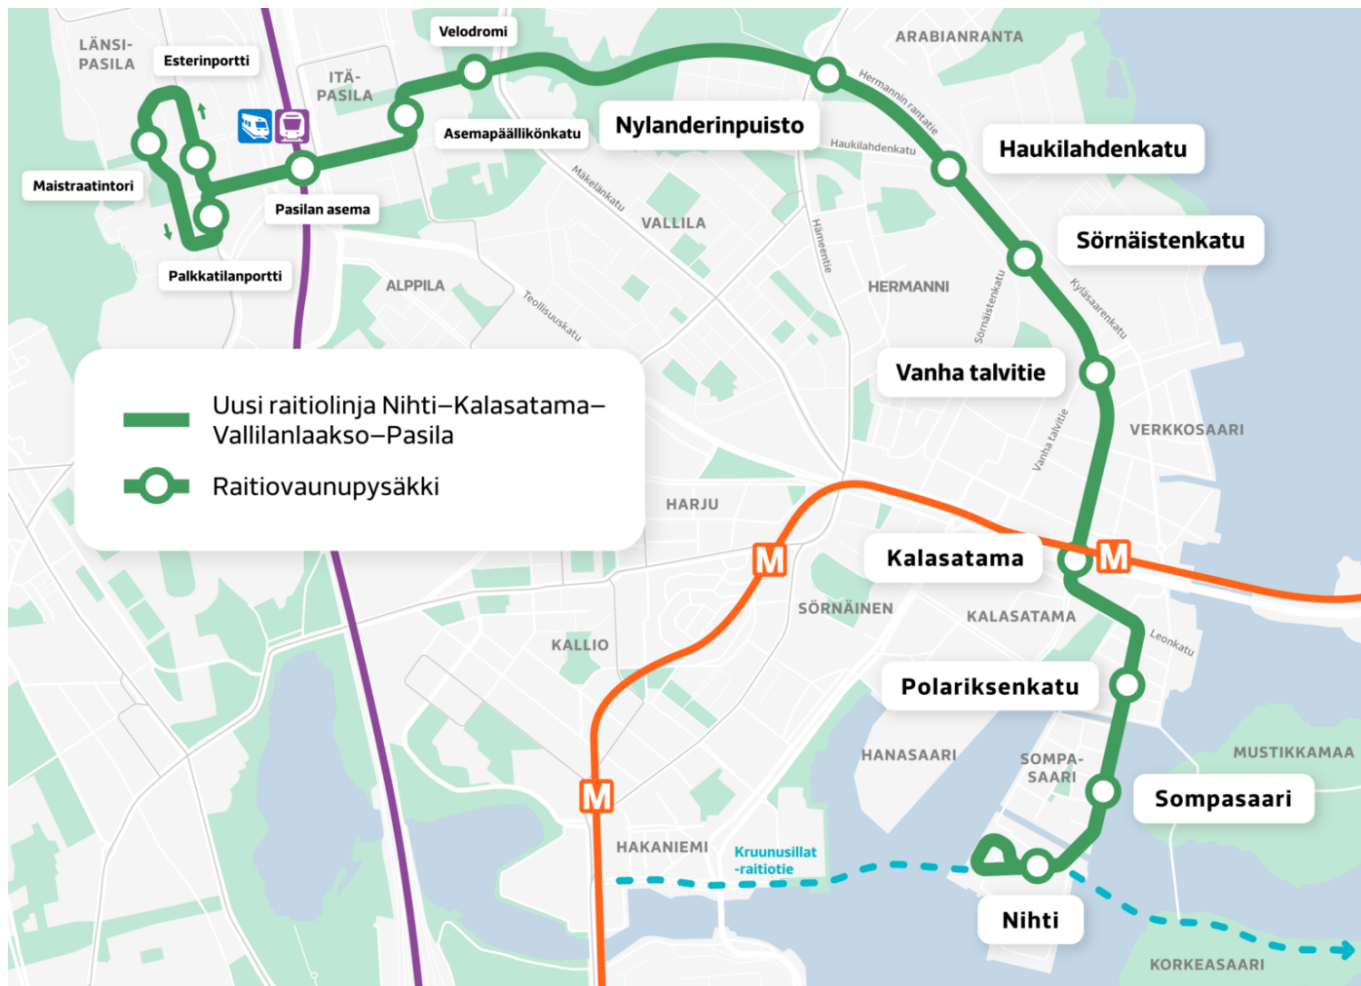 Velodromi
ARABIANRANTA
LÄNSI-
PASILA
Esterinportti
ITÄ-
PASILA
Hermannin rantatie
Nylanderinpuisto
Asemapäällikönkatu
Haukilahdenkatu
Haukilahdenkatu
Mäkelänkatu
Maistraatintori
Pasilan asema
VALLILA
Hämeentie
Sörnäistenkatu
Palkkatilanportti
ALPPILA
HERMANNI
Teollisuuskatu
Sörnäistenkatu
Kyläsaarenkatu
Vanha talvitie
Uusi raitiolinja Nihti–Kalasatama–
Vallilanlaakso–Pasila
Raitiovaunupysäkki
Vanha talvitie
VERKKOSAARI
HARJU
M
Kalasatama
M
SÖRNÄINEN
KALASATAMA
Leonkatu
KALLIO
Polariksenkatu
HANASAARI
SOMPA-
SAARI
MUSTIKKAMAA
M
Sompasaari
HAKANIEMI
Kruunusillat
-raitiotie
Nihti
KORKEASAARI